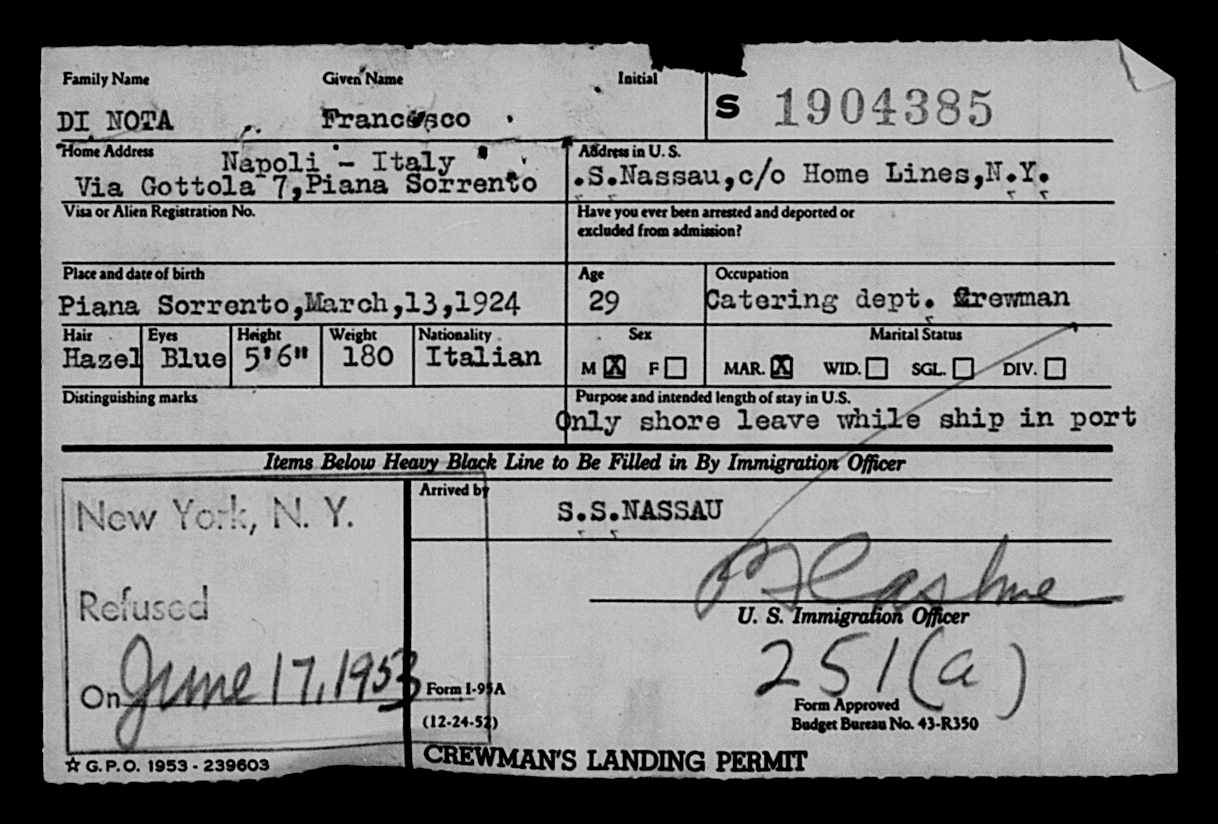 Family Name Given Name Initial
DI NOTA Francesco S 1904385
Home Address Address in U. S.
Napoli - Italy
Via Gottola 7,Piana Sorrento .S.Nassau,c/o Home Lines,N.Y.
Visa or Alien Registration No. Have you ever been arrested and deported or
excluded from admission?
Place and date of birth Age Occupation
Piana Sorrento,March,13,1924 29 Catering dept. Crewman
Hair Eyes Height Weight Nationality Sex Marital Status
Hazel Blue 5'6" 180 Italian M X F MAR. X WID. SGL. DIV.
Distinguishing marks Purpose and intended length of stay in U.S.
Only shore leave while ship in port
Items Below Heavy Black Line to Be Filled in By Immigration Officer
Arrived by
New York, N. Y. S.S.NASSAU
Refused
U. S. Immigration Officer
251(a)
On June 17, 1953 Form I-95A
Form Approved
(12-24-52) Budget Bureau No. 43-R350
☆ G.P.O. 1953 - 239603 CREWMAN'S LANDING PERMIT